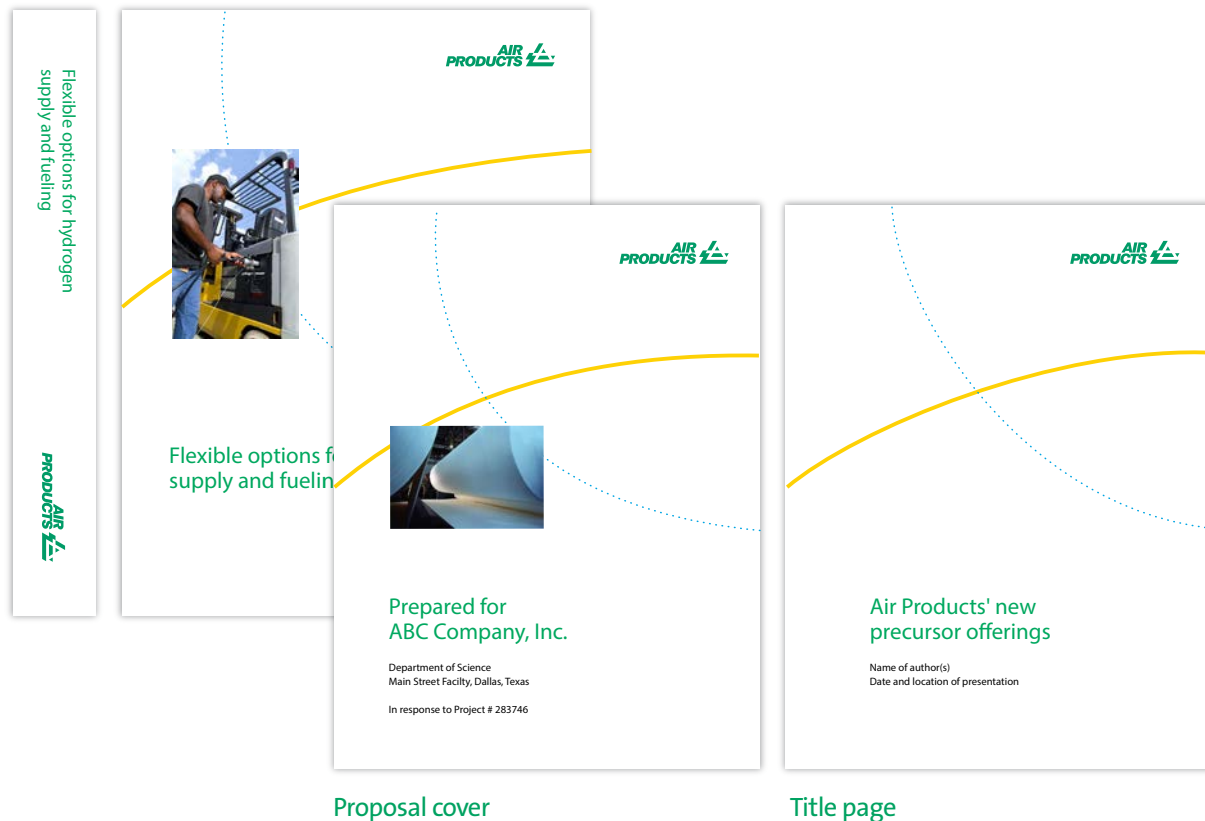 Flexible options for hydrogen
supply and fueling
AIR
PRODUCTS
AIR
PRODUCTS
Flexible options f
supply and fuelin
AIR
PRODUCTS
Prepared for
ABC Company, Inc.
Department of Science
Main Street Facilty, Dallas, Texas
In response to Project # 283746
Proposal cover
AIR
PRODUCTS
Air Products' new
precursor offerings
Name of author(s)
Date and location of presentation
Title page